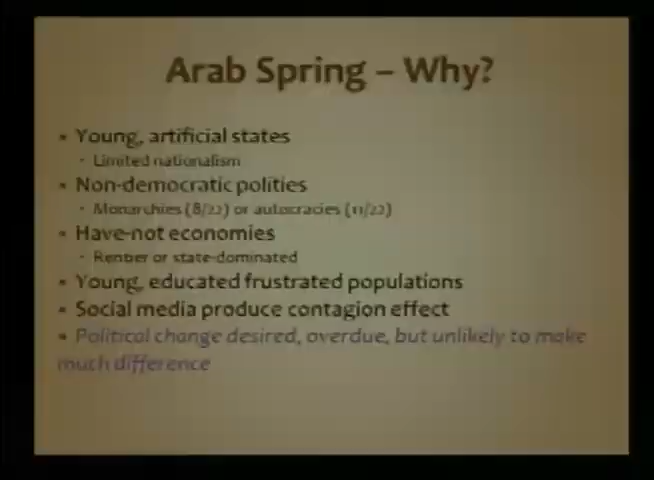 Arab Spring – Why?
• Young, artificial states
• Limited nationalism
• Non-democratic polities
• Monarchies (8/22) or autocracies (11/22)
• Have-not economies
• Rentier or state-dominated
• Young, educated frustrated populations
• Social media produce contagion effect
• Political change desired, overdue, but unlikely to make
much difference